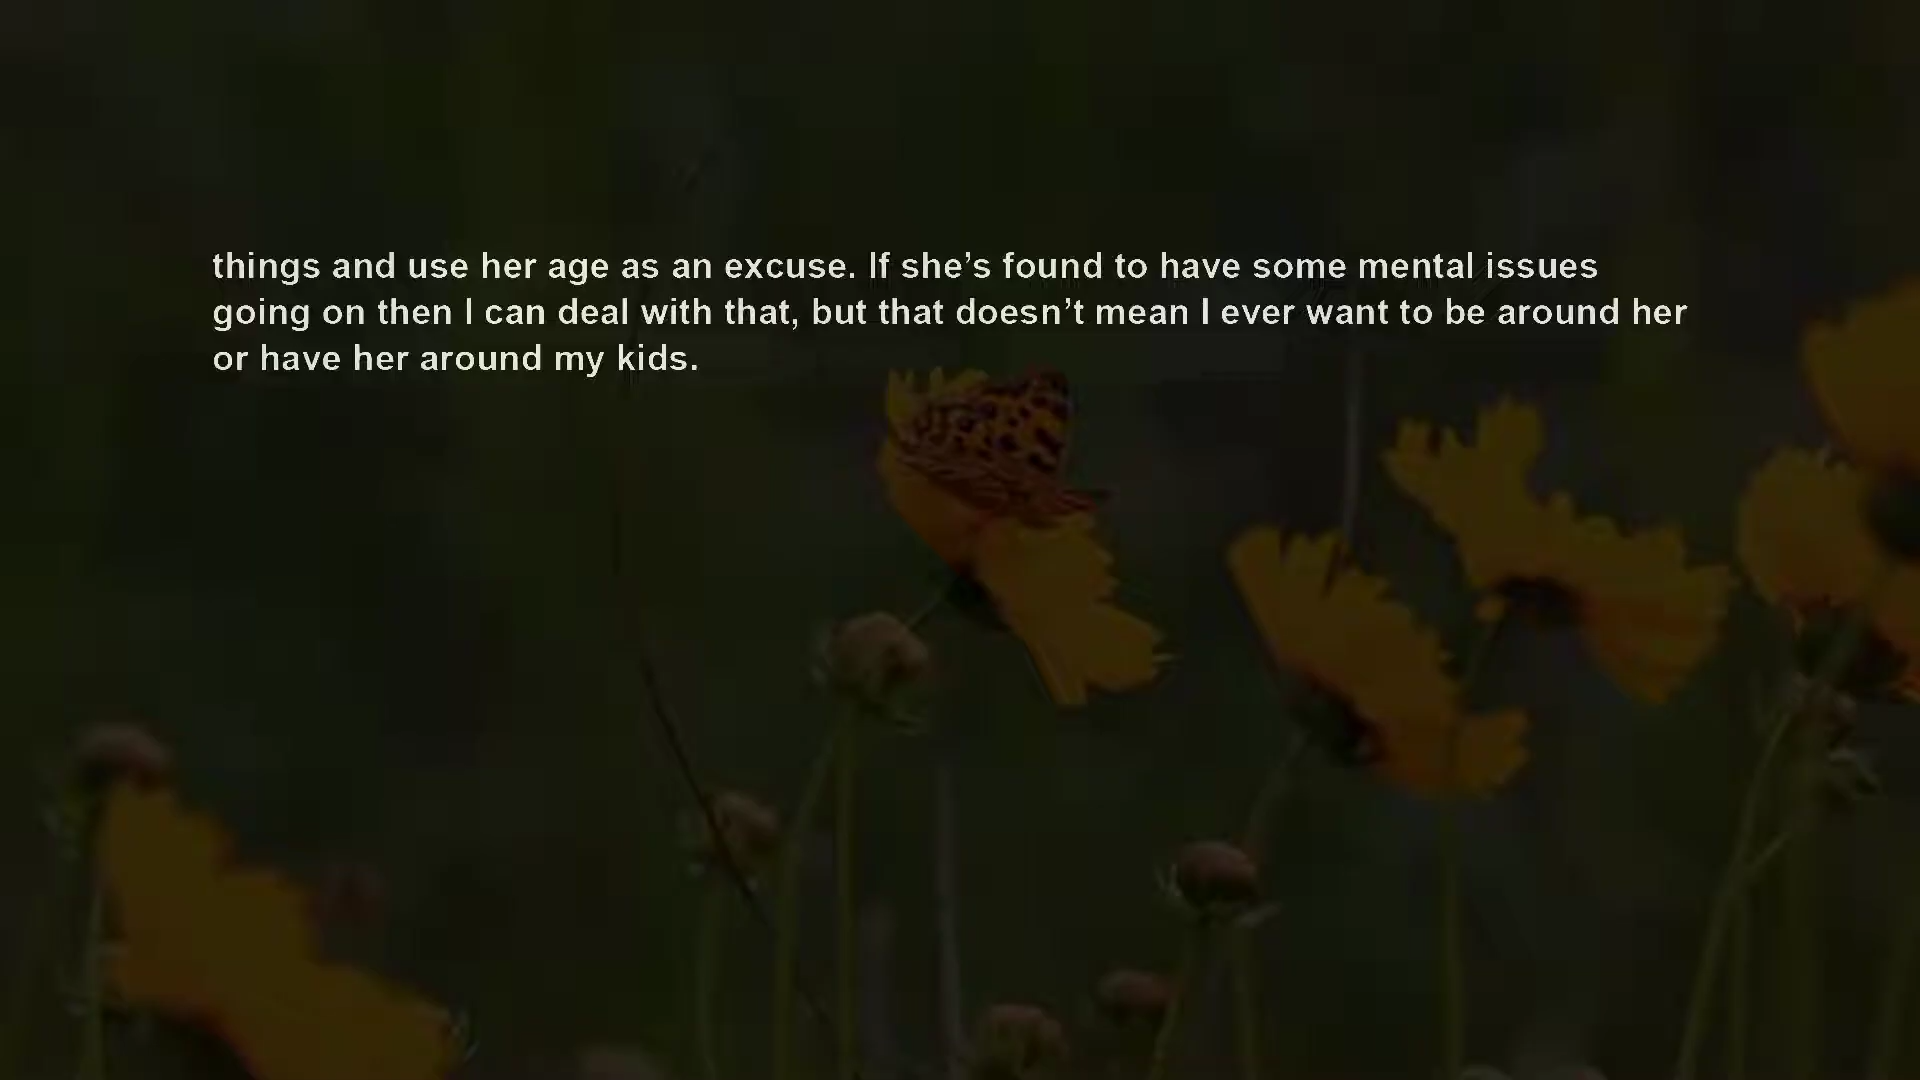 things and use her age as an excuse. If she’s found to have some mental issues
going on then I can deal with that, but that doesn’t mean I ever want to be around her
or have her around my kids.